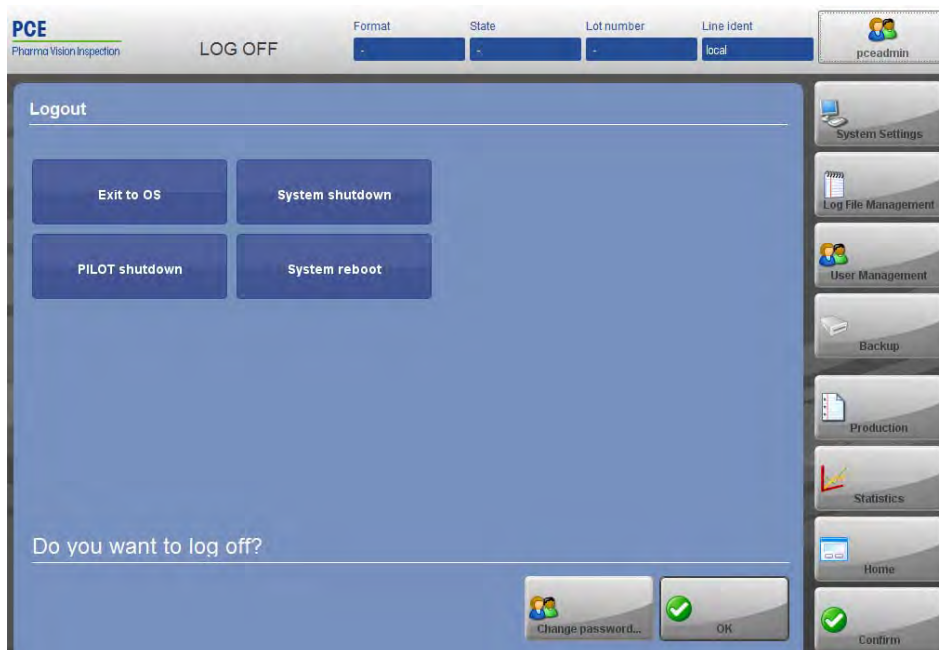 PCE
Pharma Vision Inspection
LOG OFF
Format
-
State
-
Lot number
-
Line ident
local
pceadmin
Logout
Exit to OS
System shutdown
PILOT shutdown
System reboot
Do you want to log off?
Change password...
OK
System Settings
Log File Management
User Management
Backup
Production
Statistics
Home
Confirm